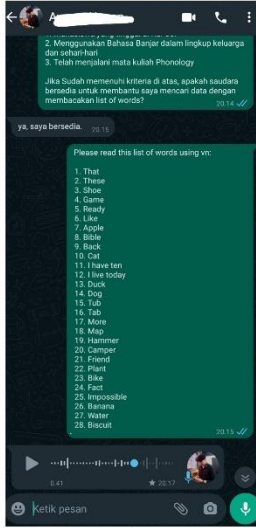 A
2. Menggunakan Bahasa Banjar dalam lingkup keluarga
dan sehari-hari
3. Telah menjalani mata kuliah Phonology
Jika Sudah memenuhi kriteria di atas, apakah saudara
bersedia untuk membantu saya mencari data dengan
membacakan list of words?
20.14
ya, saya bersedia. 20.15
Please read this list of words using vn:
1. That
2. These
3. Shoe
4. Game
5. Ready
6. Like
7. Apple
8. Bible
9. Back
10. Cat
11. I have ten
12. I live today
13. Duck
14. Dog
15. Tub
16. Tab
17. More
18. Map
19. Hammer
20. Camper
21. Friend
22. Plant
23. Bike
24. Fact
25. Impossible
26. Banana
27. Water
28. Biscuit
20.15
0.41 20.17
Ketik pesan